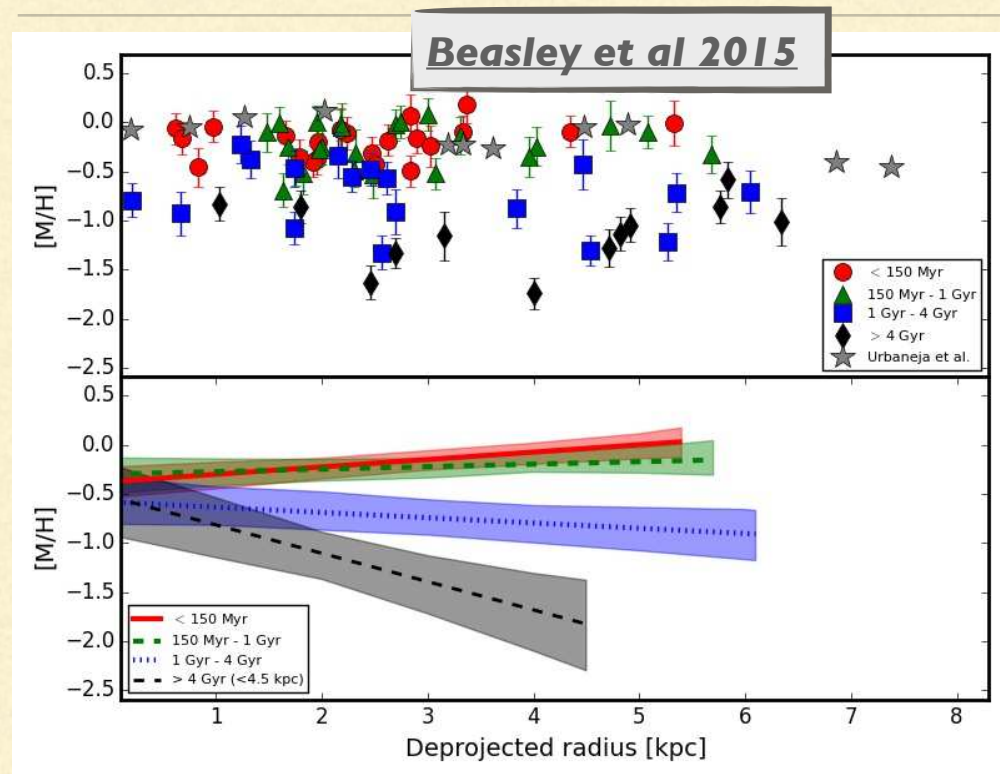 Beasley et al 2015
0.5
0.0
−0.5
−1.0
−1.5
−2.0
−2.5
[M/H]
< 150 Myr
150 Myr - 1 Gyr
1 Gyr - 4 Gyr
> 4 Gyr
Urbaneja et al.
0.5
0.0
−0.5
−1.0
−1.5
−2.0
−2.5
[M/H]
< 150 Myr
150 Myr - 1 Gyr
1 Gyr - 4 Gyr
> 4 Gyr (<4.5 kpc)
1 2 3 4 5 6 7 8
Deprojected radius [kpc]